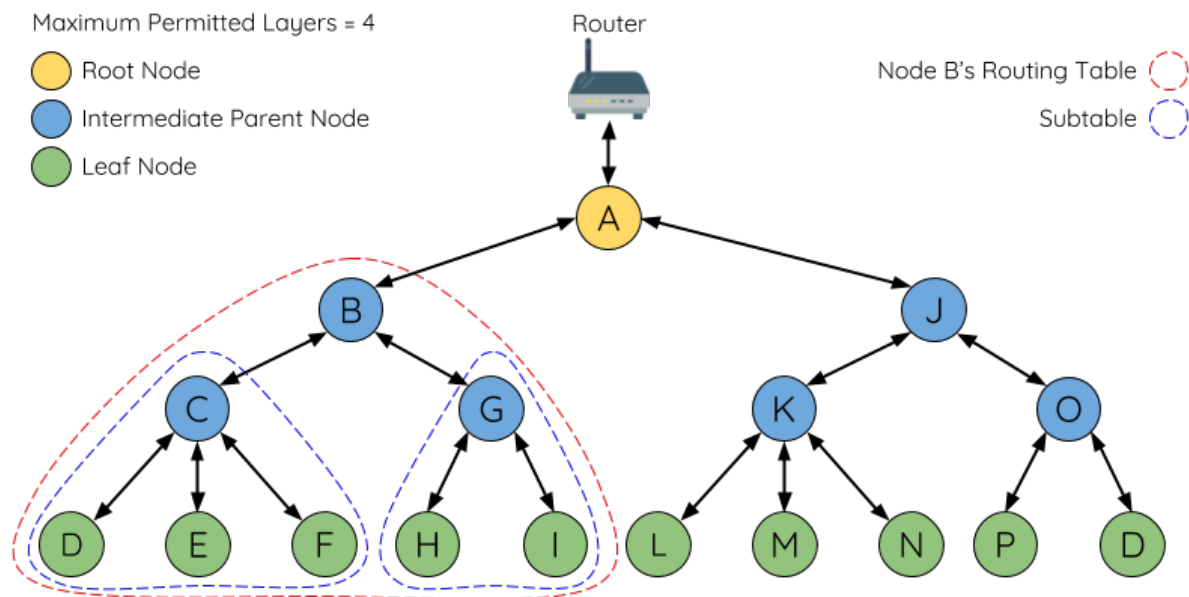 Maximum Permitted Layers = 4
Router
Root Node
Node B's Routing Table
Intermediate Parent Node
Subtable
Leaf Node
A
B
J
C
G
K
O
D
E
F
H
I
L
M
N
P
D